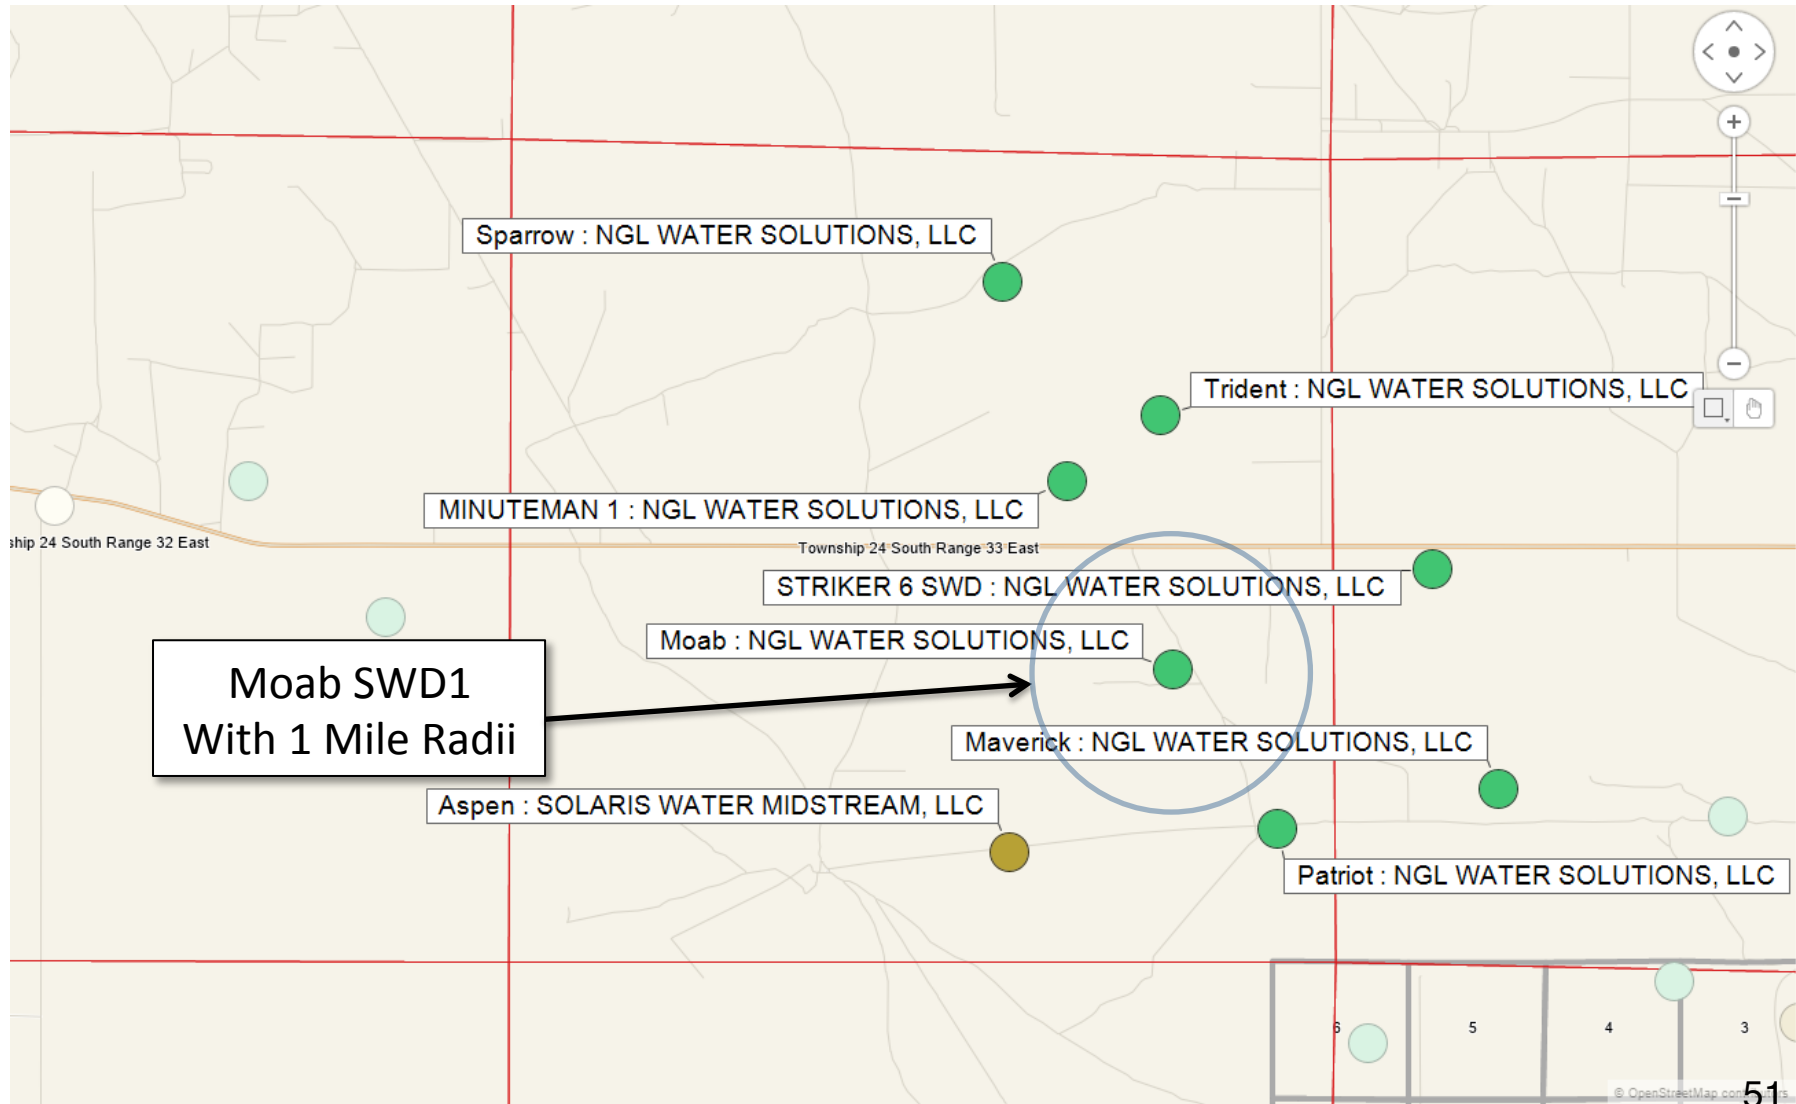 Sparrow : NGL WATER SOLUTIONS, LLC
Trident : NGL WATER SOLUTIONS, LLC
MINUTEMAN 1 : NGL WATER SOLUTIONS, LLC
ship 24 South Range 32 East
Township 24 South Range 33 East
STRIKER 6 SWD : NGL WATER SOLUTIONS, LLC
Moab : NGL WATER SOLUTIONS, LLC
Moab SWD1
With 1 Mile Radii
Maverick : NGL WATER SOLUTIONS, LLC
Aspen : SOLARIS WATER MIDSTREAM, LLC
Patriot : NGL WATER SOLUTIONS, LLC
6 5 4 3
© OpenStreetMap contributors
51